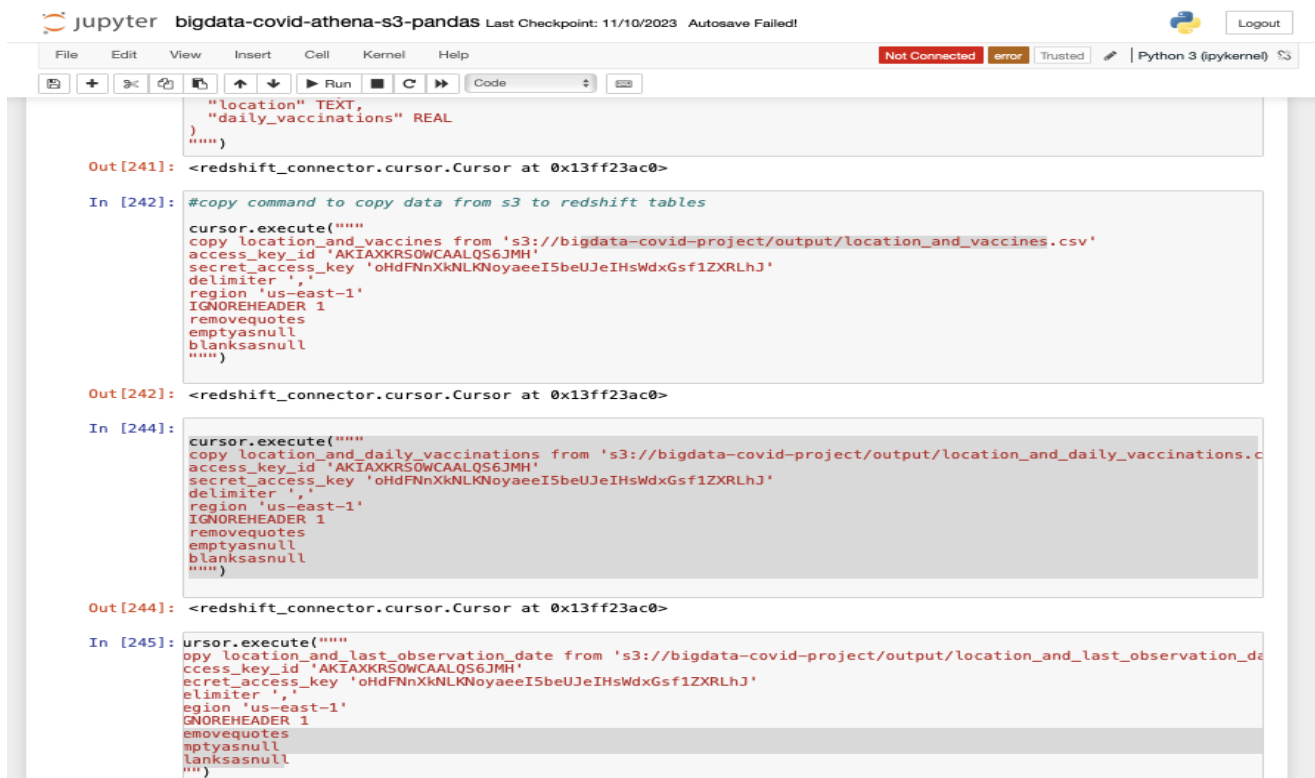 jupyter bigdata-covid-athena-s3-pandas Last Checkpoint: 11/10/2023 Autosave Failed! Logout
File Edit View Insert Cell Kernel Help Not Connected error Trusted Python 3 (ipykernel)
Run Code
"location" TEXT,
"daily_vaccinations" REAL
)
""")
Out[241]: <redshift_connector.cursor.Cursor at 0x13ff23ac0>
In [242]: #copy command to copy data from s3 to redshift tables
cursor.execute("""
copy location_and_vaccines from 's3://bigdata-covid-project/output/location_and_vaccines.csv'
access_key_id 'AKIAXKRSOWCAALQS6JMH'
secret_access_key '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'
delimiter ','
region 'us-east-1'
IGNOREHEADER 1
removequotes
emptyasnull
blanksasnull
""")
Out[242]: <redshift_connector.cursor.Cursor at 0x13ff23ac0>
In [244]:
cursor.execute("""
copy location_and_daily_vaccinations from 's3://bigdata-covid-project/output/location_and_daily_vaccinations.c
access_key_id 'AKIAXKRSOWCAALQS6JMH'
secret_access_key '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'
delimiter ','
region 'us-east-1'
IGNOREHEADER 1
removequotes
emptyasnull
blanksasnull
""")
Out[244]: <redshift_connector.cursor.Cursor at 0x13ff23ac0>
In [245]: ursor.execute("""
opy location_and_last_observation_date from 's3://bigdata-covid-project/output/location_and_last_observation_da
ccess_key_id 'AKIAXKRSOWCAALQS6JMH'
ecret_access_key 'oHdFNnXkNLKNoyaeeI5beUJeIHsWdxGsf1ZXRLhJ'
elimiter ','
egion 'us-east-1'
GNOREHEADER 1
emovequotes
mptyasnull
lanksasnull
"")